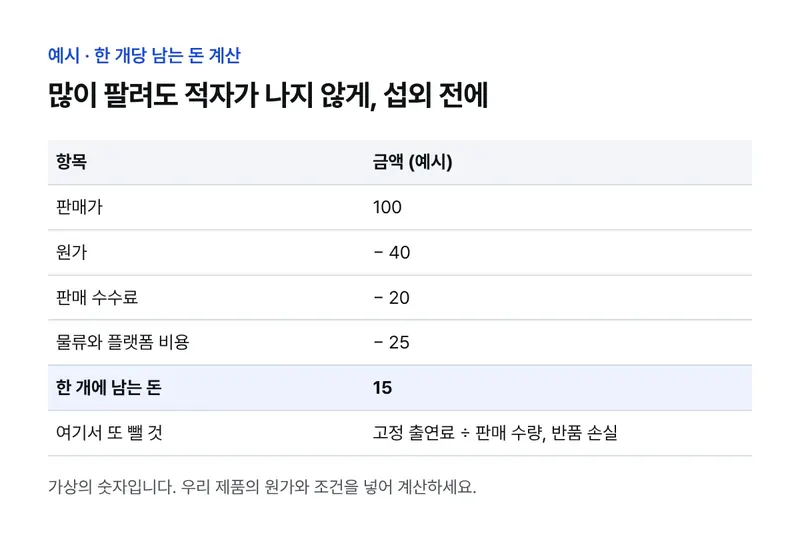 예시 · 한 개당 남는 돈 계산
많이 팔려도 적자가 나지 않게, 섭외 전에
항목 금액 (예시)
판매가 100
원가 − 40
판매 수수료 − 20
물류와 플랫폼 비용 − 25
한 개에 남는 돈 15
여기서 또 뺄 것 고정 출연료 ÷ 판매 수량, 반품 손실
가상의 숫자입니다. 우리 제품의 원가와 조건을 넣어 계산하세요.